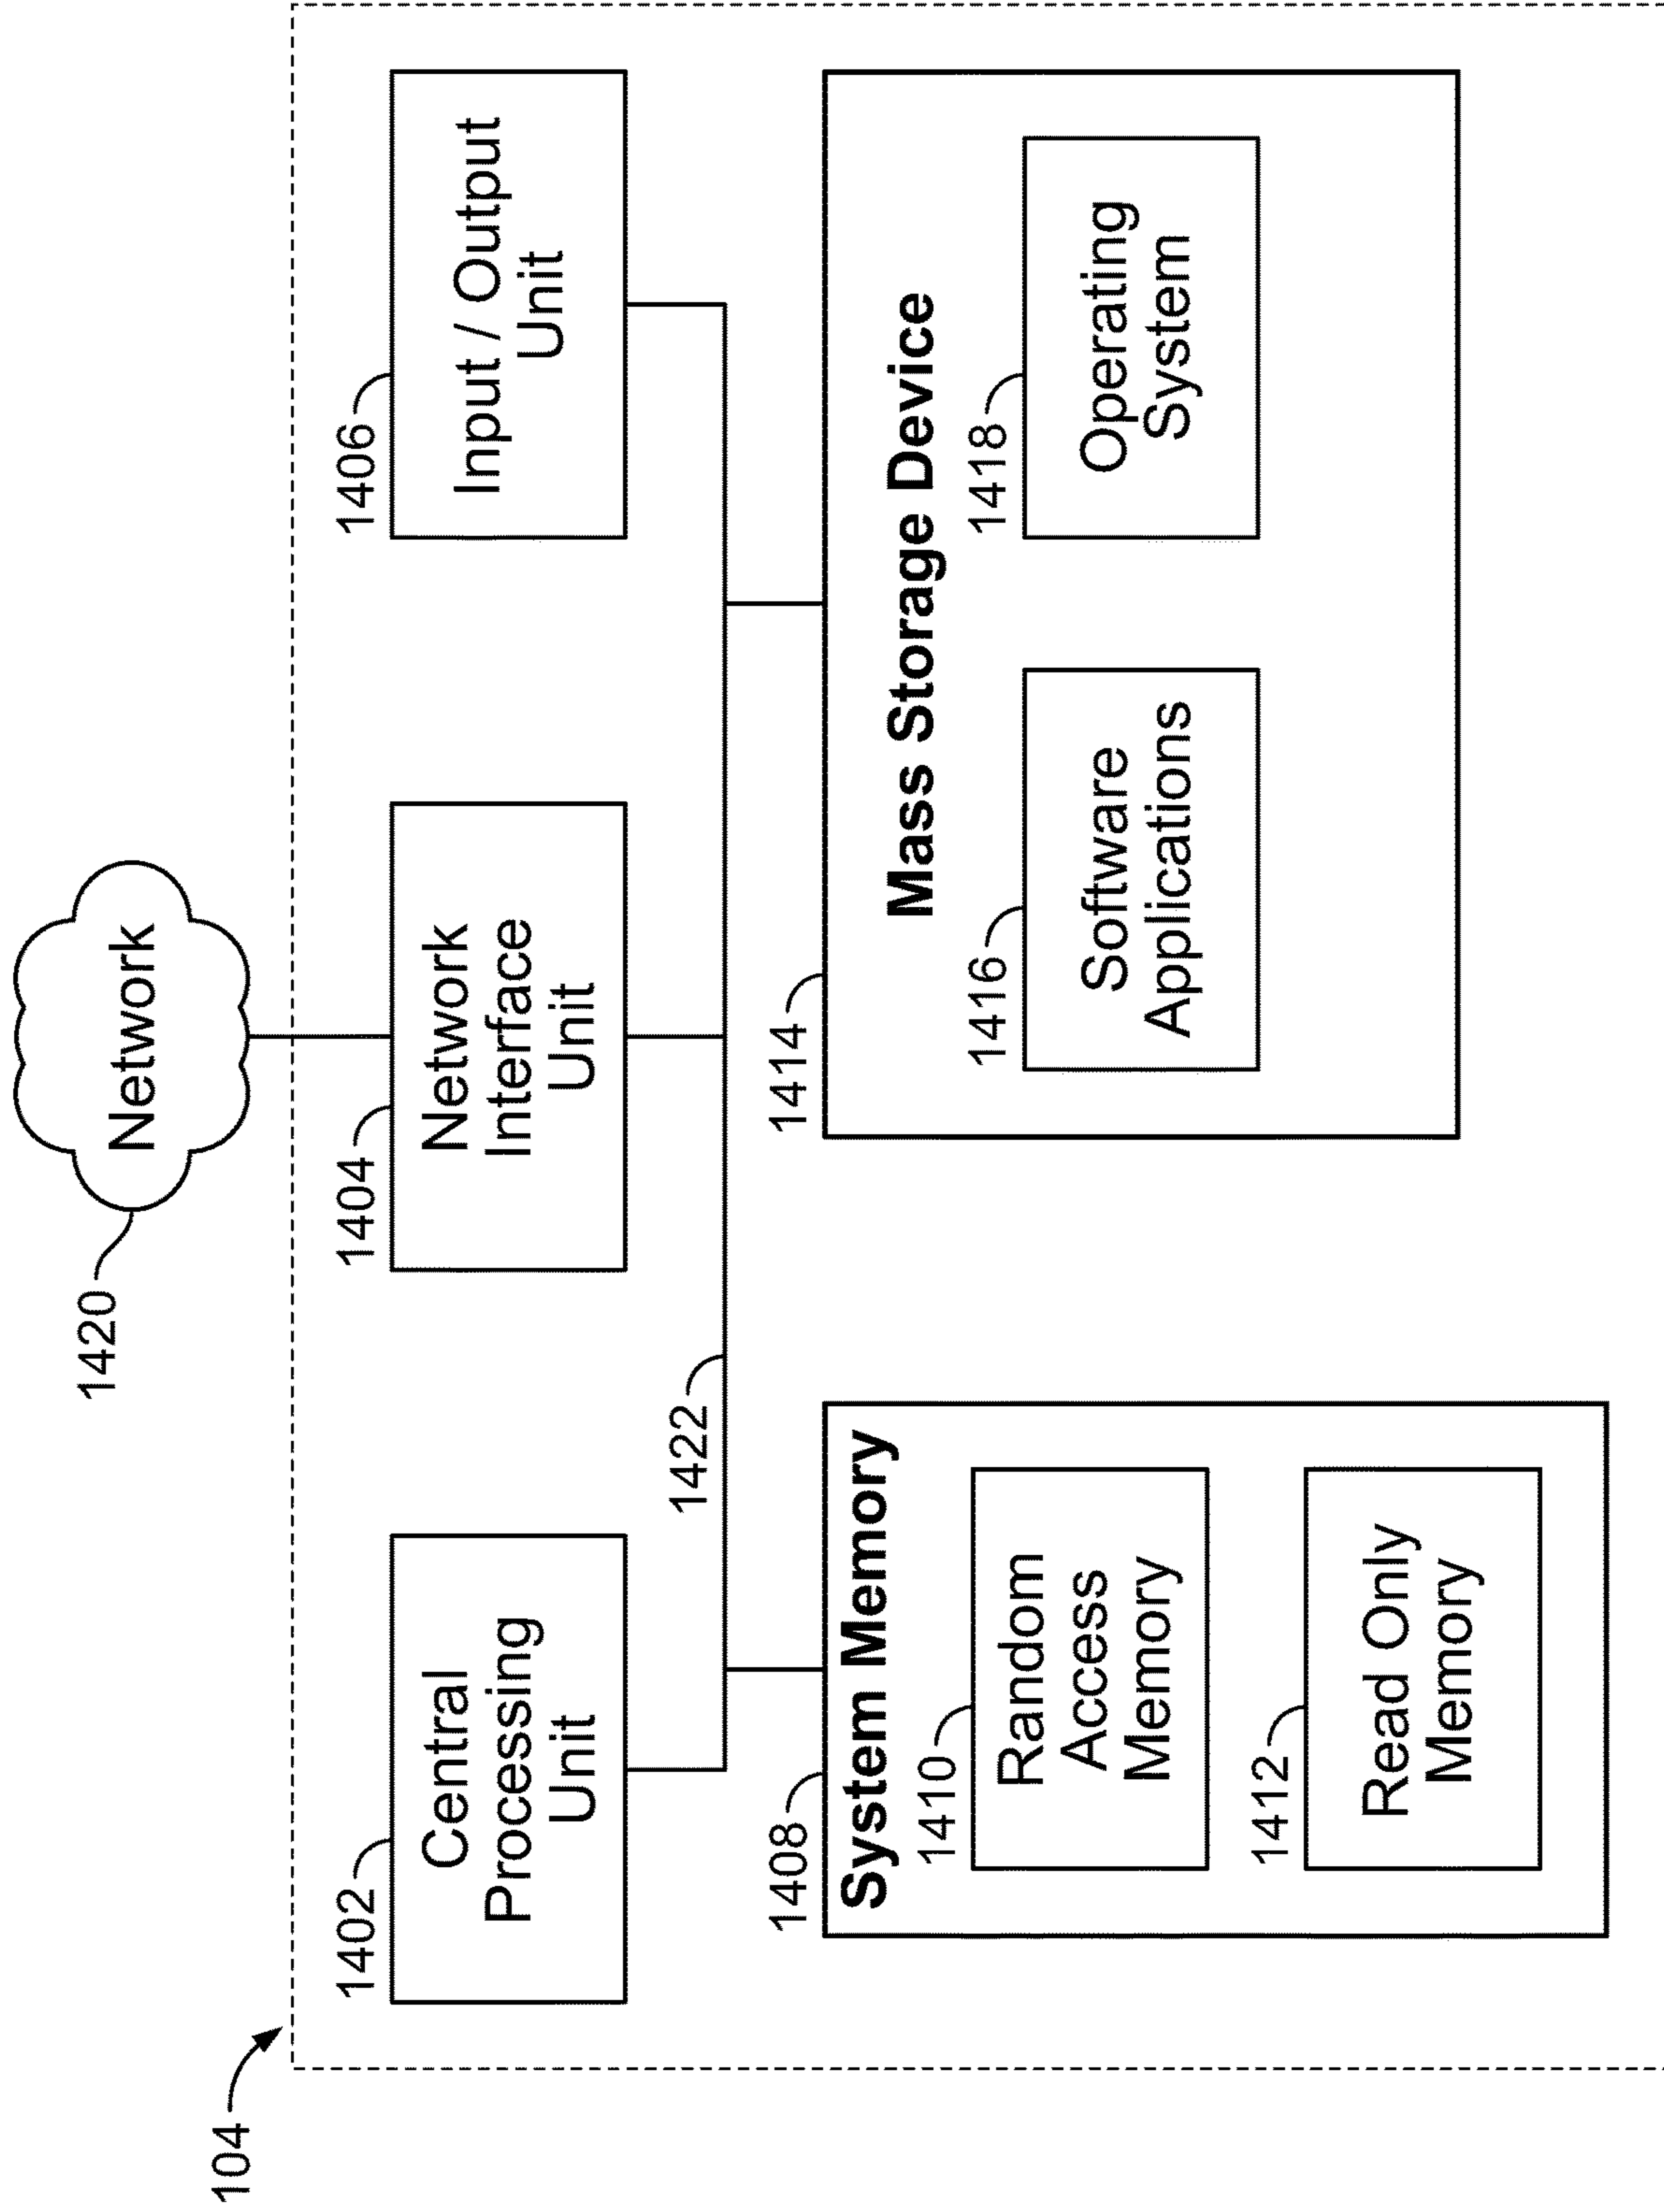 104
1420
Network
1402
Central
Processing
Unit
1404
Network
Interface
Unit
1406
Input / Output
Unit
1422
1408
System Memory
1410
Random
Access
Memory
1412
Read Only
Memory
1414
Mass Storage Device
1416
Software
Applications
1418
Operating
System